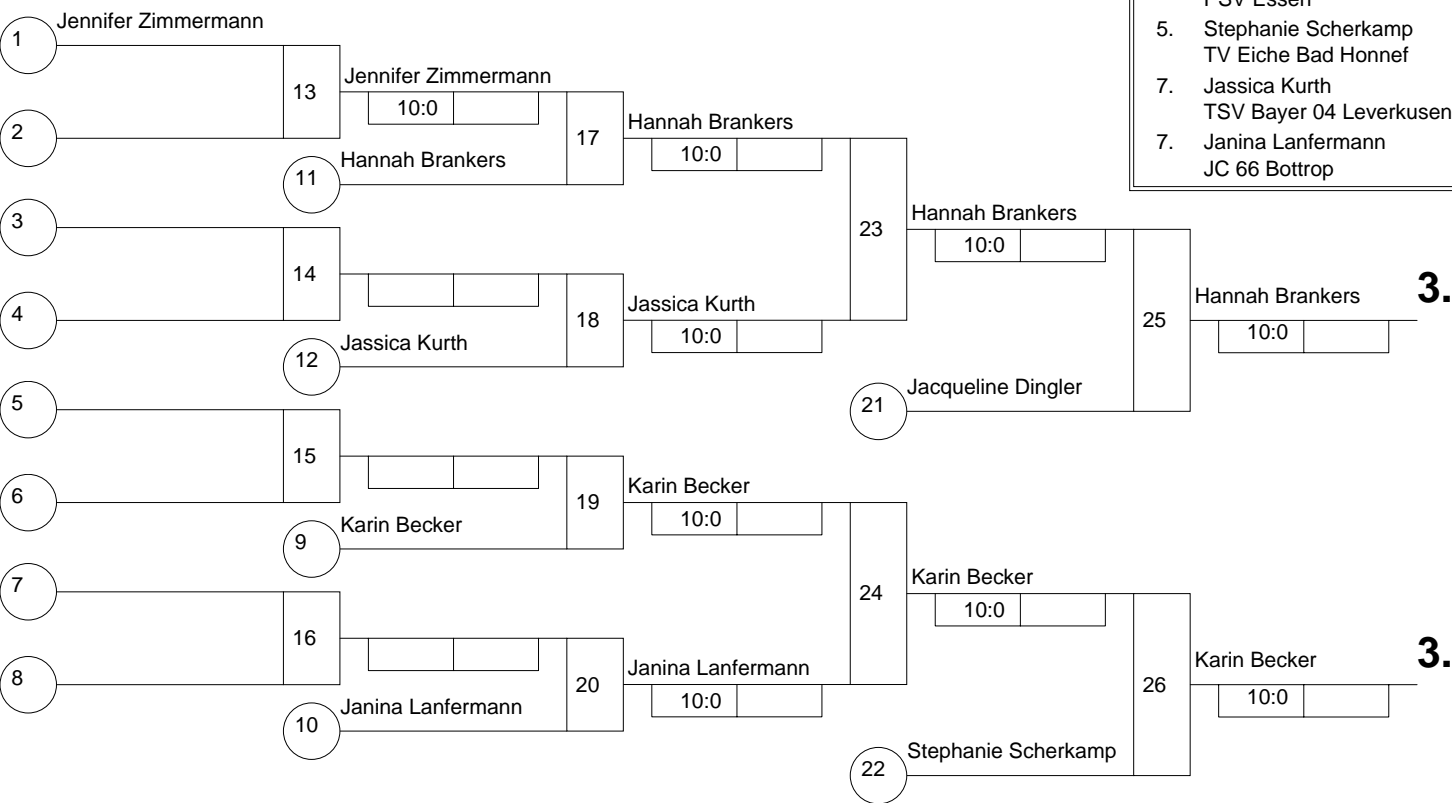 PSV Essen
5. Stephanie Scherkamp
TV Eiche Bad Honnef
7. Jassica Kurth
TSV Bayer 04 Leverkusen
7. Janina Lanfermann
JC 66 Bottrop
1 Jennifer Zimmermann
2
13 Jennifer Zimmermann
10:0
11 Hannah Brankers
17 Hannah Brankers
10:0
3
4
14
12 Jassica Kurth
18 Jassica Kurth
10:0
23 Hannah Brankers
10:0
21 Jacqueline Dingler
25 Hannah Brankers 3.
10:0
5
6
15
9 Karin Becker
19 Karin Becker
10:0
7
8
16
10 Janina Lanfermann
20 Janina Lanfermann
10:0
24 Karin Becker
10:0
22 Stephanie Scherkamp
26 Karin Becker 3.
10:0